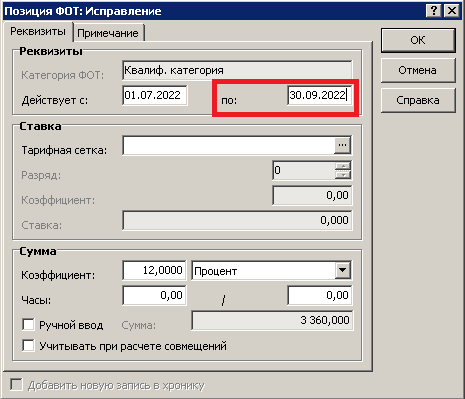 Позиция ФОТ: Исправление
Реквизиты Примечание
Реквизиты
Категория ФОТ: Квалиф. категория
Действует с: 01.07.2022 по: 30.09.2022
Ставка
Тарифная сетка: ...
Разряд: 0
Коэффициент: 0,00
Ставка: 0,000
Сумма
Коэффициент: 12,0000 Процент
Часы: 0,00 / 0,00
Ручной ввод Сумма: 3 360,000
Учитывать при расчете совмещений
Добавить новую запись в хронику
ОК
Отмена
Справка